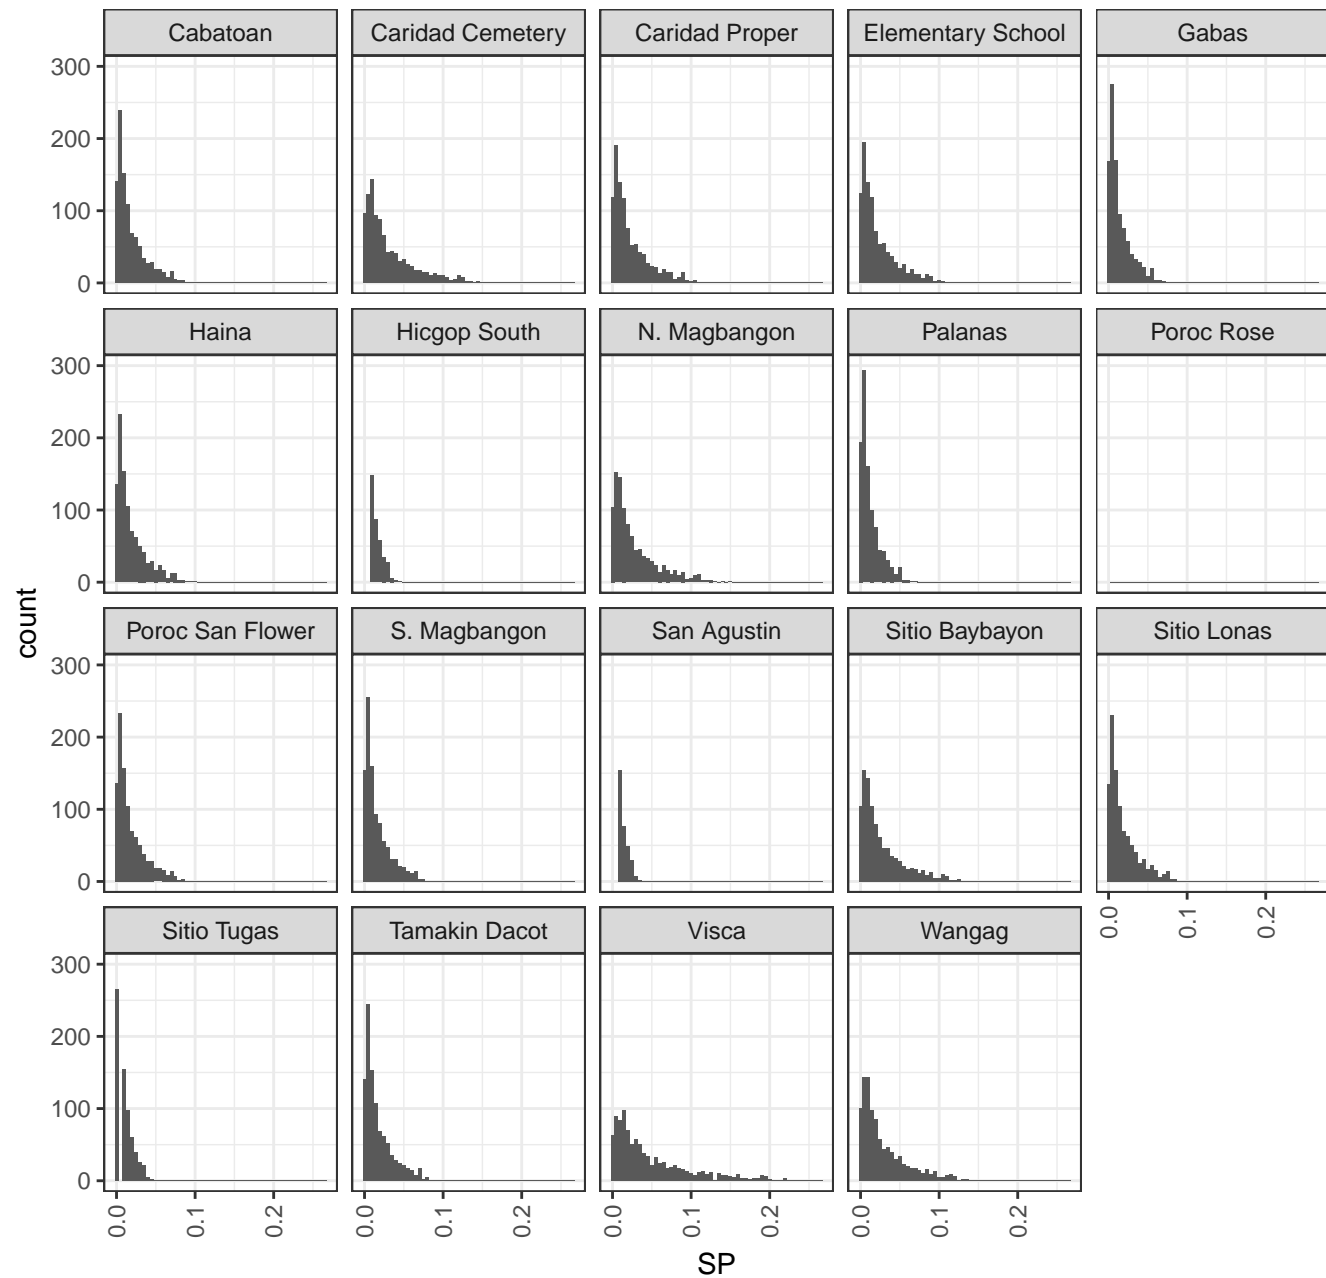 Cabatoan Caridad Cemetery Caridad Proper Elementary School Gabas
300
200
100
0
Haina Hicgop South N. Magbangon Palanas Poroc Rose
300
200
100
0
count
Poroc San Flower S. Magbangon San Agustin Sitio Baybayon Sitio Lonas
300
200
100
0
0.0 0.1 0.2
Sitio Tugas Tamakin Dacot Visca Wangag
300
200
100
0
0.0 0.1 0.2 0.0 0.1 0.2 0.0 0.1 0.2 0.0 0.1 0.2
SP